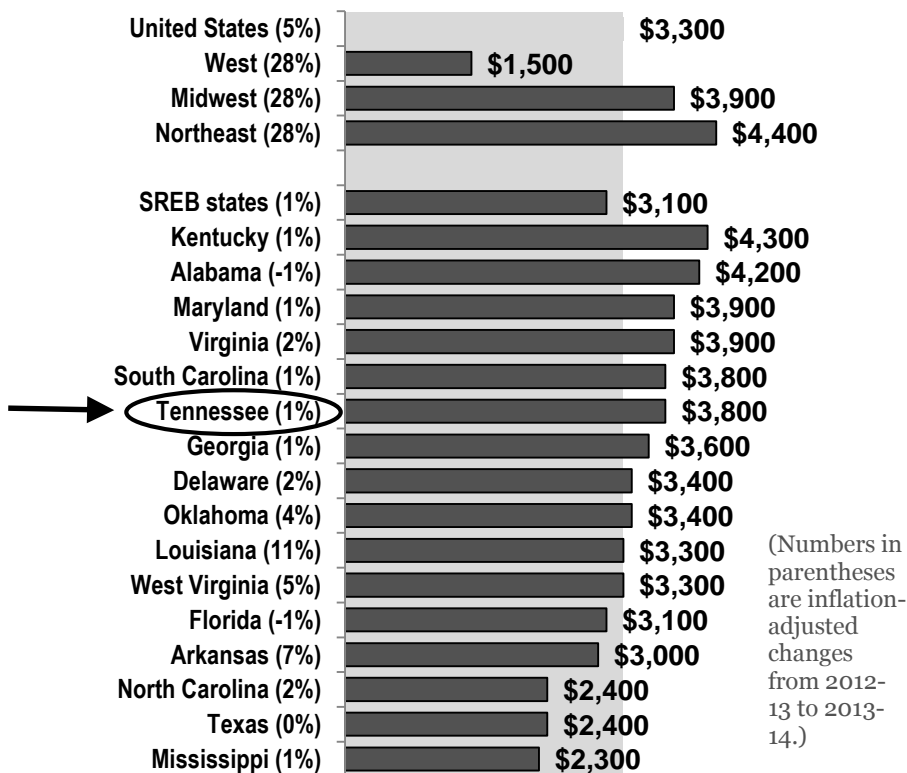 United States (5%) $3,300
West (28%) $1,500
Midwest (28%) $3,900
Northeast (28%) $4,400
SREB states (1%) $3,100
Kentucky (1%) $4,300
Alabama (-1%) $4,200
Maryland (1%) $3,900
Virginia (2%) $3,900
South Carolina (1%) $3,800
Tennessee (1%) $3,800
Georgia (1%) $3,600
Delaware (2%) $3,400
Oklahoma (4%) $3,400
Louisiana (11%) $3,300
West Virginia (5%) $3,300
Florida (-1%) $3,100
Arkansas (7%) $3,000
North Carolina (2%) $2,400
Texas (0%) $2,400
Mississippi (1%) $2,300
(Numbers in
parentheses
are inflation-
adjusted
changes
from 2012-
13 to 2013-
14.)